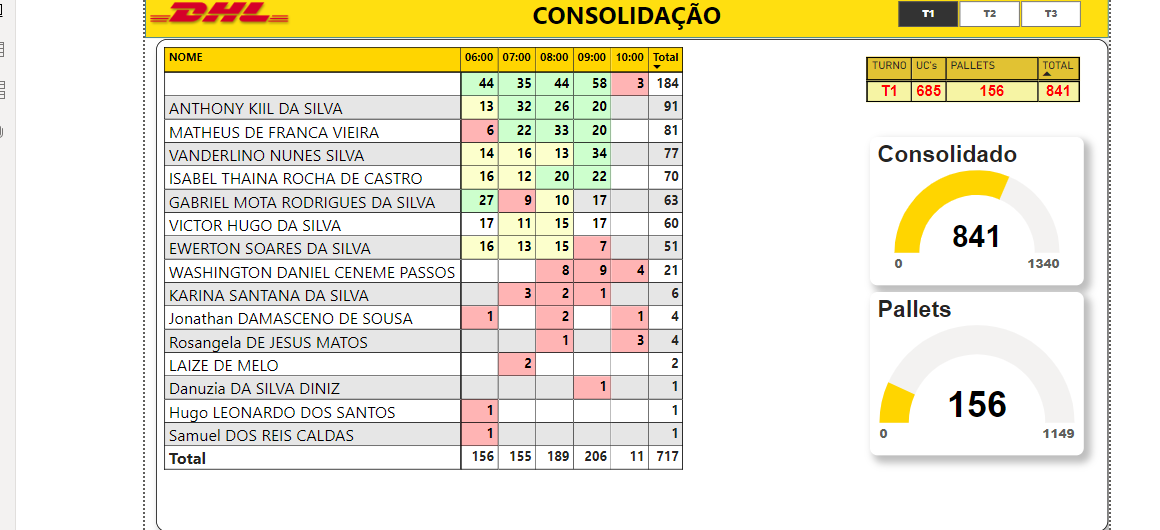 DHL
CONSOLIDAÇÃO
T1 T2 T3
NOME 06:00 07:00 08:00 09:00 10:00 Total
44 35 44 58 3 184
ANTHONY KIIL DA SILVA 13 32 26 20 91
MATHEUS DE FRANCA VIEIRA 6 22 33 20 81
VANDERLINO NUNES SILVA 14 16 13 34 77
ISABEL THAINA ROCHA DE CASTRO 16 12 20 22 70
GABRIEL MOTA RODRIGUES DA SILVA 27 9 10 17 63
VICTOR HUGO DA SILVA 17 11 15 17 60
EWERTON SOARES DA SILVA 16 13 15 7 51
WASHINGTON DANIEL CENEME PASSOS 8 9 4 21
KARINA SANTANA DA SILVA 3 2 1 6
Jonathan DAMASCENO DE SOUSA 1 2 1 4
Rosangela DE JESUS MATOS 1 3 4
LAIZE DE MELO 2 2
Danuzia DA SILVA DINIZ 1 1
Hugo LEONARDO DOS SANTOS 1 1
Samuel DOS REIS CALDAS 1 1
Total 156 155 189 206 11 717
TURNO UC's PALLETS TOTAL
T1 685 156 841
Consolidado
841
0 1340
Pallets
156
0 1149